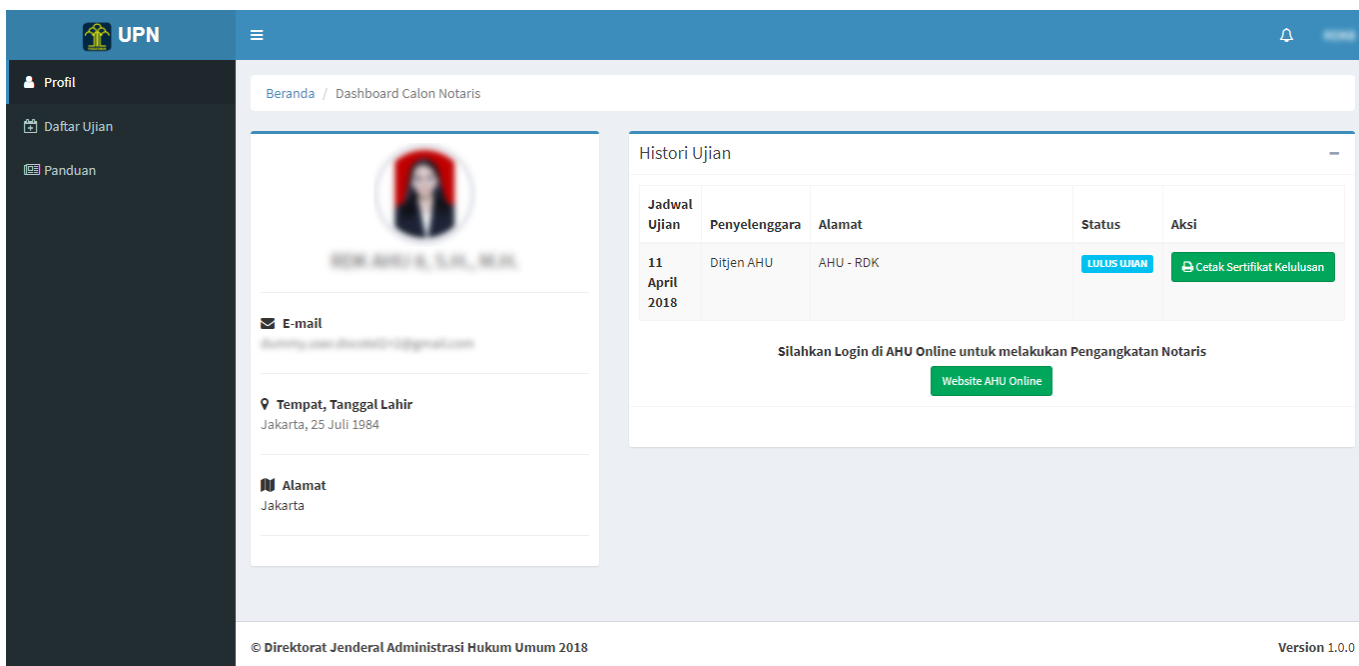 UPN
Profil
Daftar Ujian
Panduan
Beranda / Dashboard Calon Notaris
E-mail
Tempat, Tanggal Lahir
Jakarta, 25 Juli 1984
Alamat
Jakarta
Histori Ujian
Jadwal
Ujian Penyelenggara Alamat Status Aksi
11 Ditjen AHU AHU - RDK LULUS UJIAN Cetak Sertifikat Kelulusan
April
2018
Silahkan Login di AHU Online untuk melakukan Pengangkatan Notaris
Website AHU Online
© Direktorat Jenderal Administrasi Hukum Umum 2018 Version 1.0.0